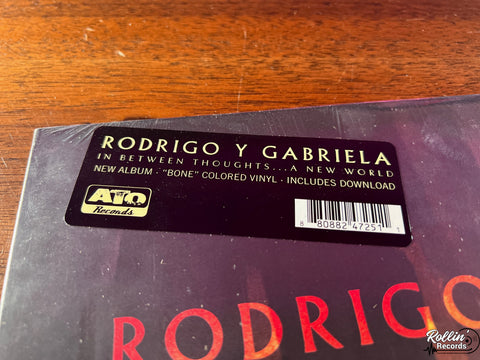 RODRIGO Y GABRIELA
IN BETWEEN THOUGHTS...A NEW WORLD
NEW ALBUM · "BONE" COLORED VINYL · INCLUDES DOWNLOAD
ATO
Records
8 80882 47251 1
RODRIGO
Rollin'
Records